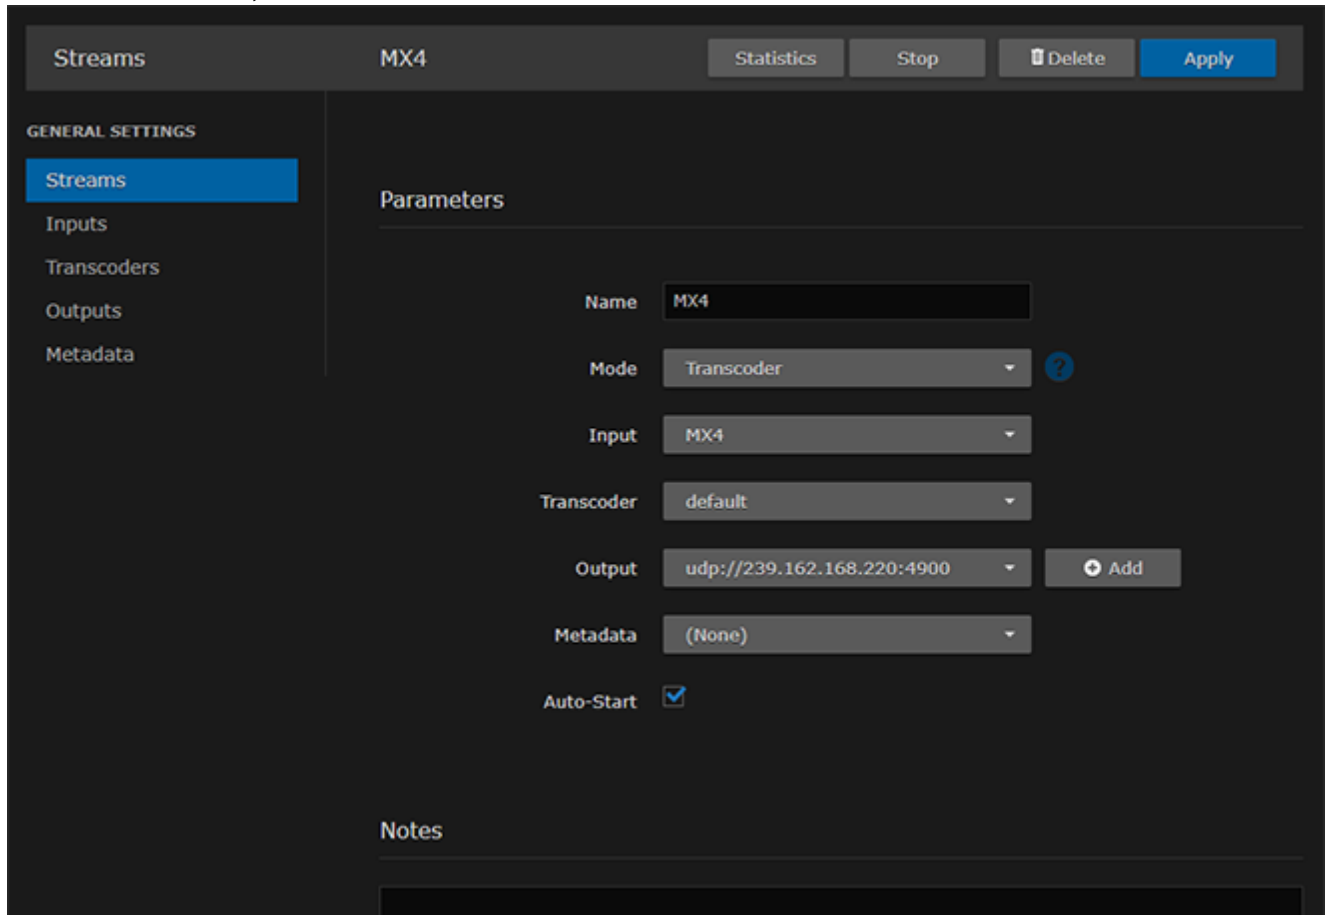 Streams MX4 Statistics Stop Delete Apply
GENERAL SETTINGS
Streams
Inputs
Transcoders
Outputs
Metadata
Parameters
Name MX4
Mode Transcoder ?
Input MX4
Transcoder default
Output udp://239.162.168.220:4900 Add
Metadata (None)
Auto-Start
Notes